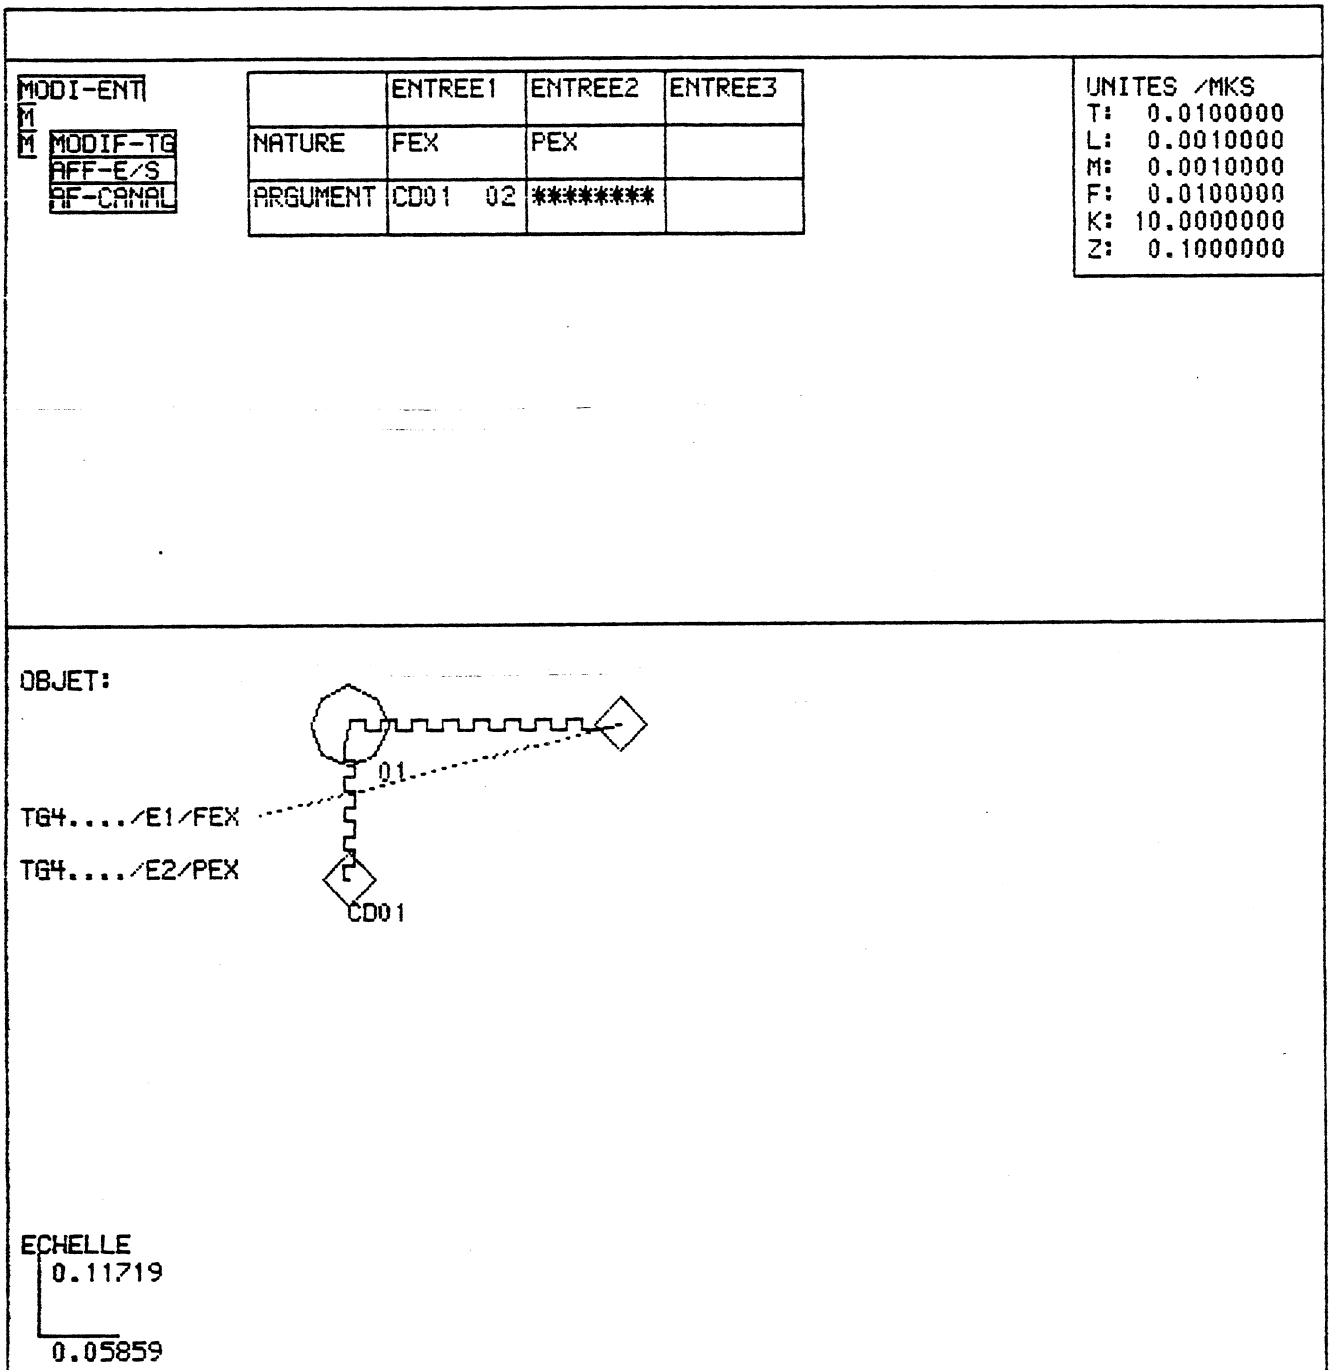 MODI-ENT
M
M MODIF-TG
AFF-E/S
AF-CANAL
ENTREE1 ENTREE2 ENTREE3
NATURE FEX PEX
ARGUMENT CD01 02 ********
UNITES /MKS
T: 0.0100000
L: 0.0010000
M: 0.0010000
F: 0.0100000
K: 10.0000000
Z: 0.1000000
OBJET:
01
TG4..../E1/FEX
TG4..../E2/PEX
CD01
ECHELLE
0.11719
0.05859